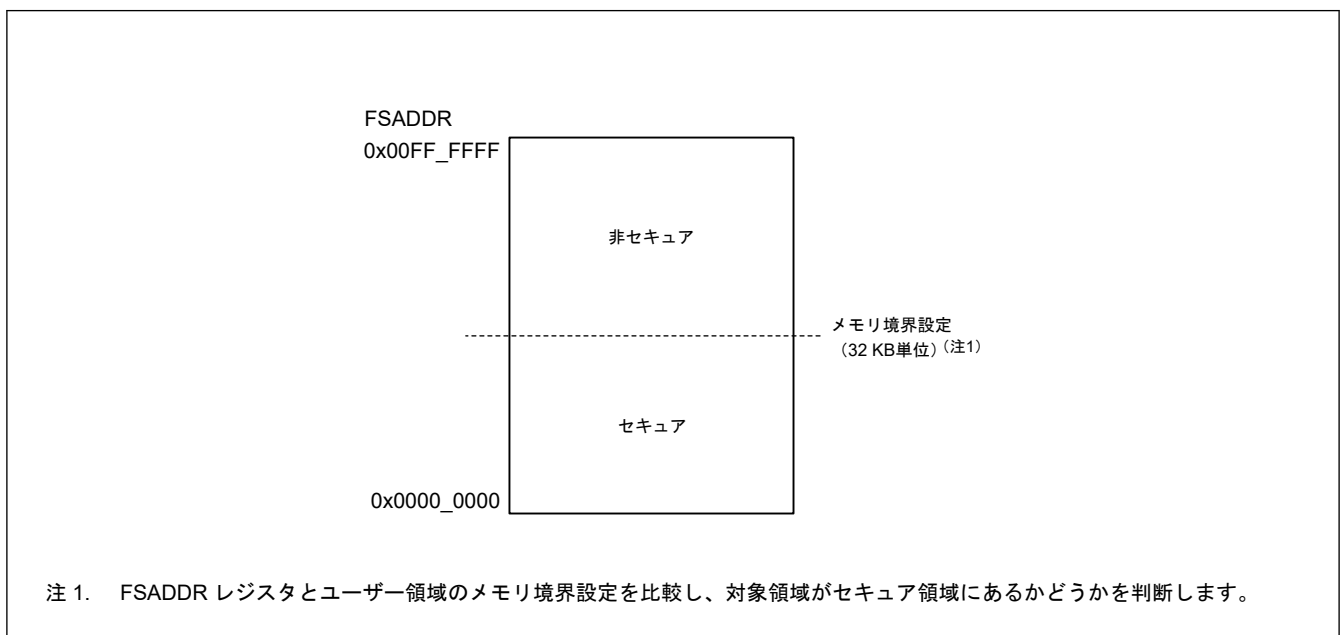 FSADDR
0x00FF_FFFF
非セキュア
メモリ境界設定
（32 KB単位）（注1）
セキュア
0x0000_0000
注 1. FSADDR レジスタとユーザー領域のメモリ境界設定を比較し、対象領域がセキュア領域にあるかどうかを判断します。